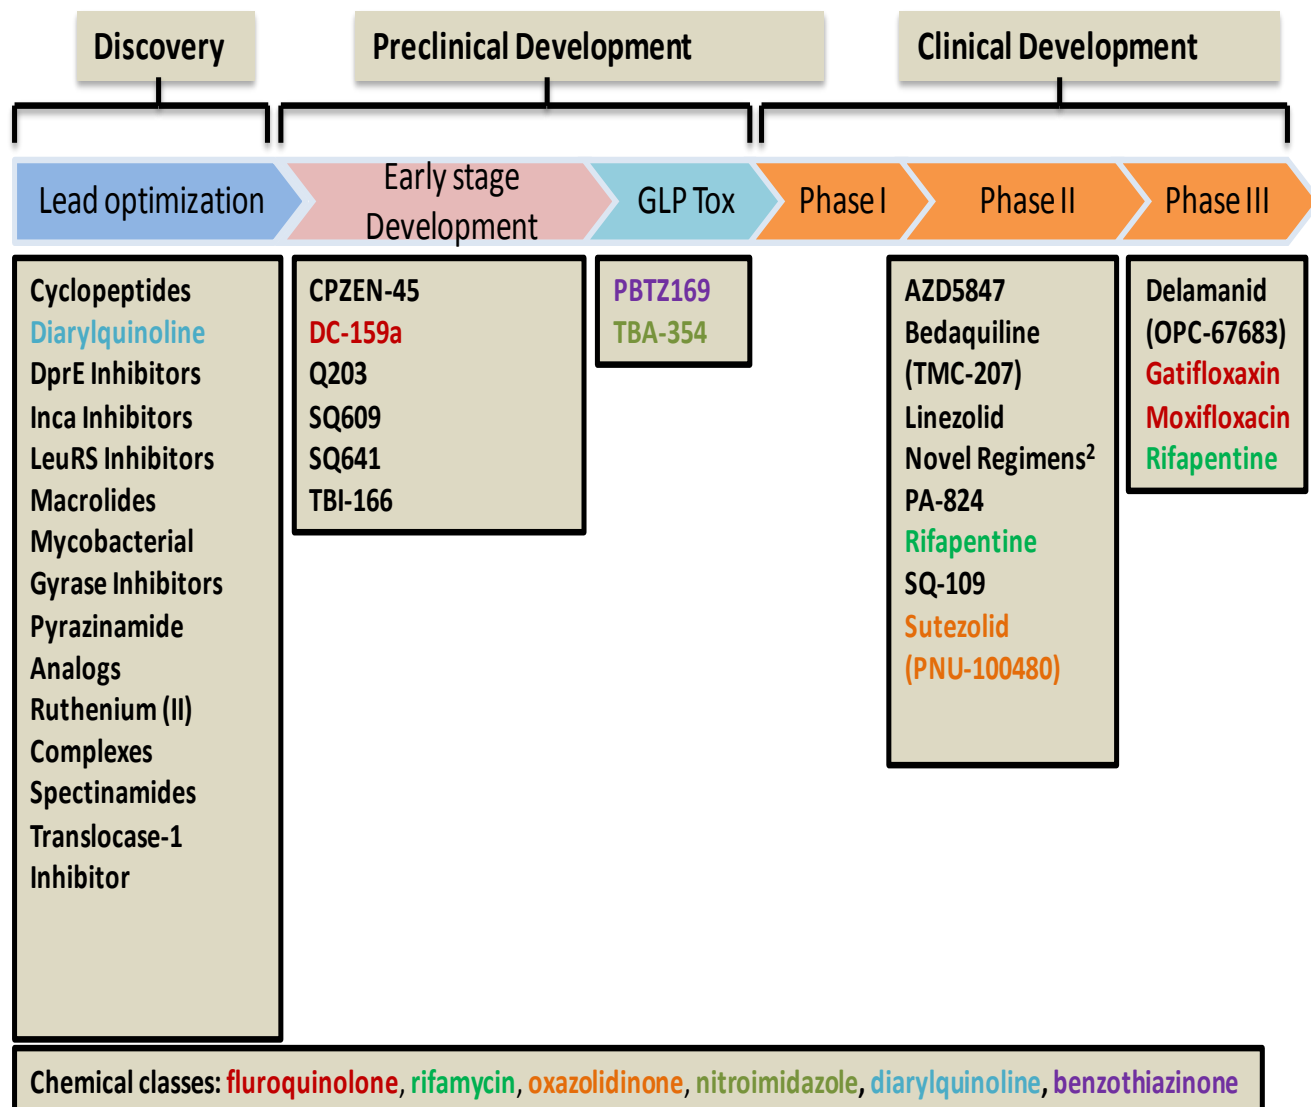 Discovery
Preclinical Development
Clinical Development
Lead optimization
Early stage
Development
GLP Tox
Phase I
Phase II
Phase III
Cyclopeptides
Diarylquinoline
DprE Inhibitors
Inca Inhibitors
LeuRS Inhibitors
Macrolides
Mycobacterial
Gyrase Inhibitors
Pyrazinamide
Analogs
Ruthenium (II)
Complexes
Spectinamides
Translocase-1
Inhibitor
CPZEN-45
DC-159a
Q203
SQ609
SQ641
TBI-166
PBTZ169
TBA-354
AZD5847
Bedaquiline
(TMC-207)
Linezolid
Novel Regimens²
PA-824
Rifapentine
SQ-109
Sutezolid
(PNU-100480)
Delamanid
(OPC-67683)
Gatifloxaxin
Moxifloxacin
Rifapentine
Chemical classes: fluroquinolone, rifamycin, oxazolidinone, nitroimidazole, diarylquinoline, benzothiazinone